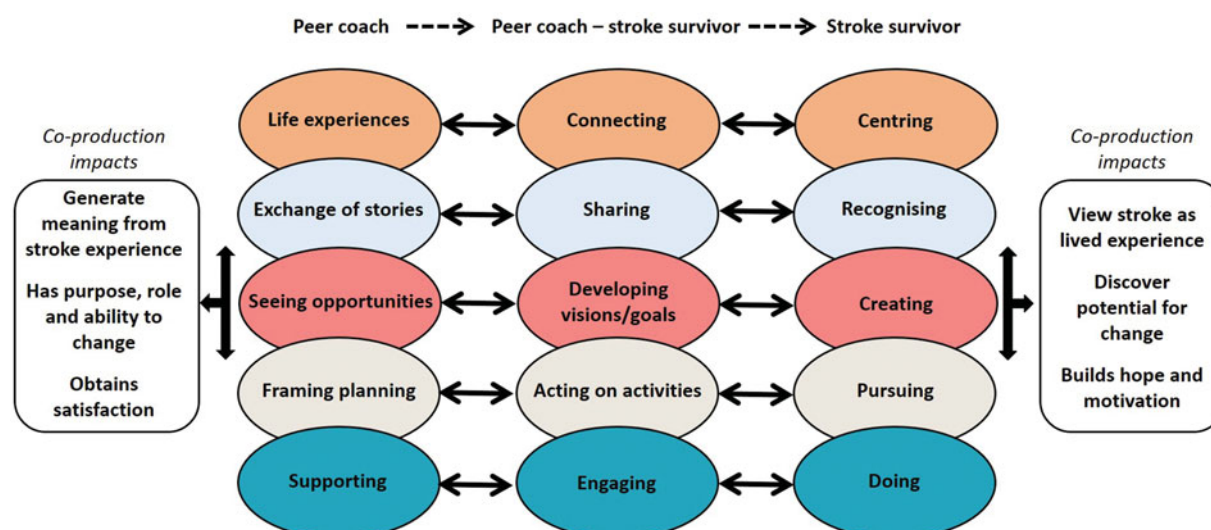 Peer coach
Peer coach – stroke survivor
Stroke survivor
Co-production
impacts
Generate
meaning from
stroke experience
Has purpose, role
and ability to
change
Obtains
satisfaction
Life experiences
Connecting
Centring
Exchange of stories
Sharing
Recognising
Seeing opportunities
Developing
visions/goals
Creating
Framing planning
Acting on activities
Pursuing
Supporting
Engaging
Doing
Co-production
impacts
View stroke as
lived experience
Discover
potential for
change
Builds hope and
motivation